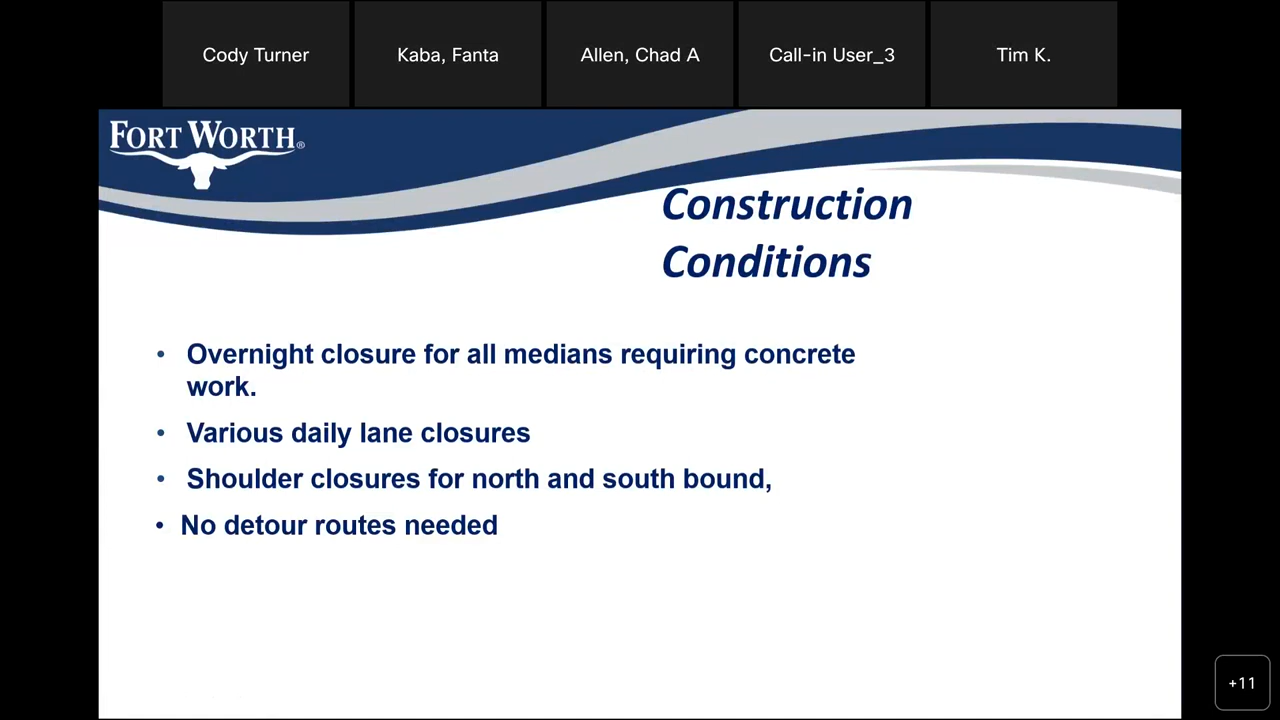 Cody Turner
Kaba, Fanta
Allen, Chad A
Call-in User_3
Tim K.
FORT WORTH®
Construction
Conditions
• Overnight closure for all medians requiring concrete
work.
• Various daily lane closures
• Shoulder closures for north and south bound,
• No detour routes needed
+11